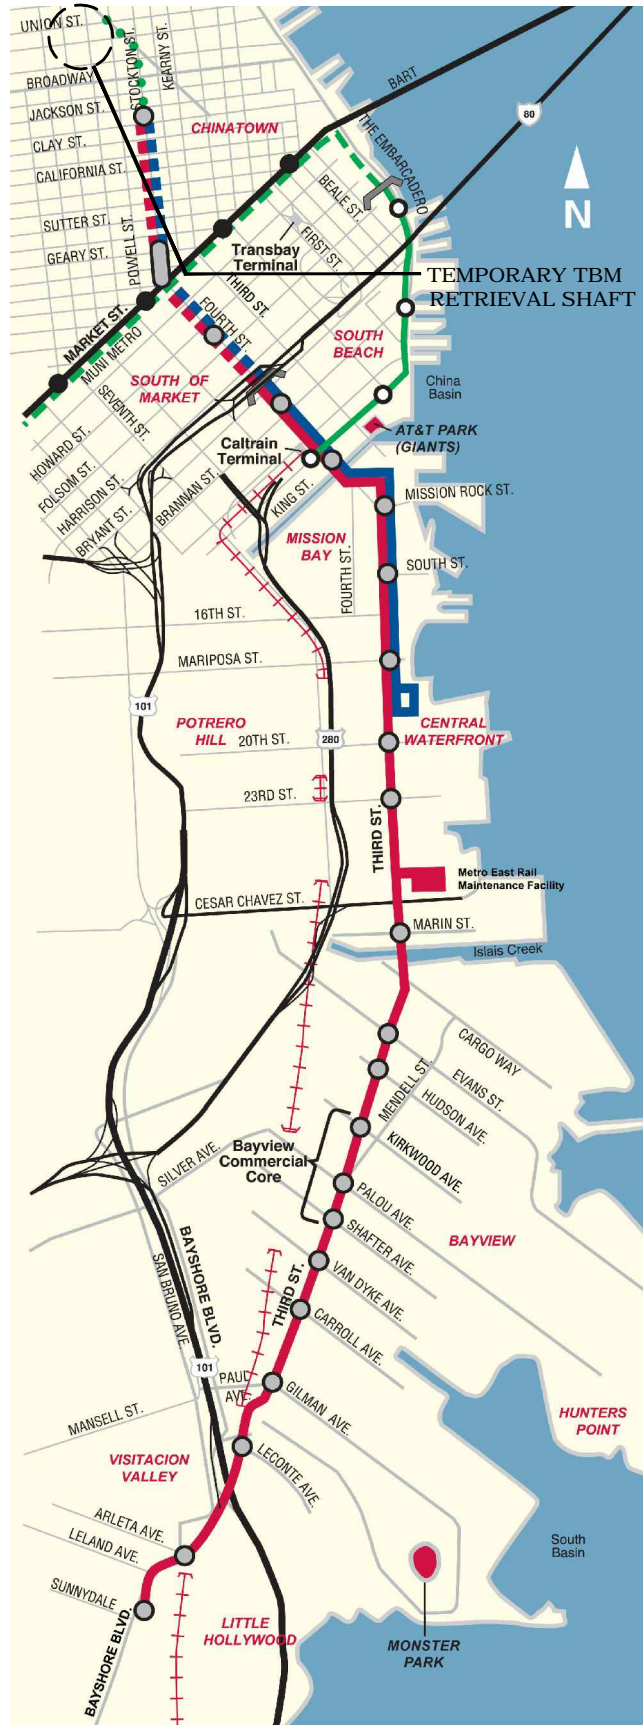 UNION ST.
STOCKTON ST.
KEARNY ST.
BROADWAY
JACKSON ST.
CHINATOWN
CLAY ST.
CALIFORNIA ST.
SUTTER ST.
GEARY ST.
POWELL ST.
BART
80
THE EMBARCADERO
BEALE ST.
FIRST ST.
N
Transbay
Terminal
TEMPORARY TBM
RETRIEVAL SHAFT
THIRD ST.
FOURTH ST.
MARKET ST.
MUNI METRO
SOUTH
BEACH
SOUTH OF
MARKET
China
Basin
SEVENTH ST.
AT&T PARK
(GIANTS)
HOWARD ST.
FOLSOM ST.
HARRISON ST.
BRYANT ST.
BRANNAN ST.
Caltrain
Terminal
KING ST.
MISSION ROCK ST.
MISSION
BAY
SOUTH ST.
FOURTH ST.
16TH ST.
MARIPOSA ST.
101
POTRERO
HILL
20TH ST.
280
CENTRAL
WATERFRONT
23RD ST.
THIRD ST.
Metro East Rail
Maintenance Facility
CESAR CHAVEZ ST.
MARIN ST.
Islais Creek
CARGO WAY
MENDELL ST.
EVANS ST.
HUDSON AVE.
Bayview
Commercial
Core
KIRKWOOD AVE.
SILVER AVE.
PALOU AVE.
SHAFTER AVE.
BAYVIEW
BAYSHORE BLVD.
SAN BRUNO AVE.
THIRD ST.
VAN DYKE AVE.
CARROLL AVE.
101
PAUL
AVE.
GILMAN AVE.
MANSELL ST.
HUNTERS
POINT
VISITACION
VALLEY
LECONTE AVE.
ARLETA AVE.
LELAND AVE.
SUNNYDALE
South
Basin
LITTLE
HOLLYWOOD
BAYSHORE BLVD.
MONSTER
PARK